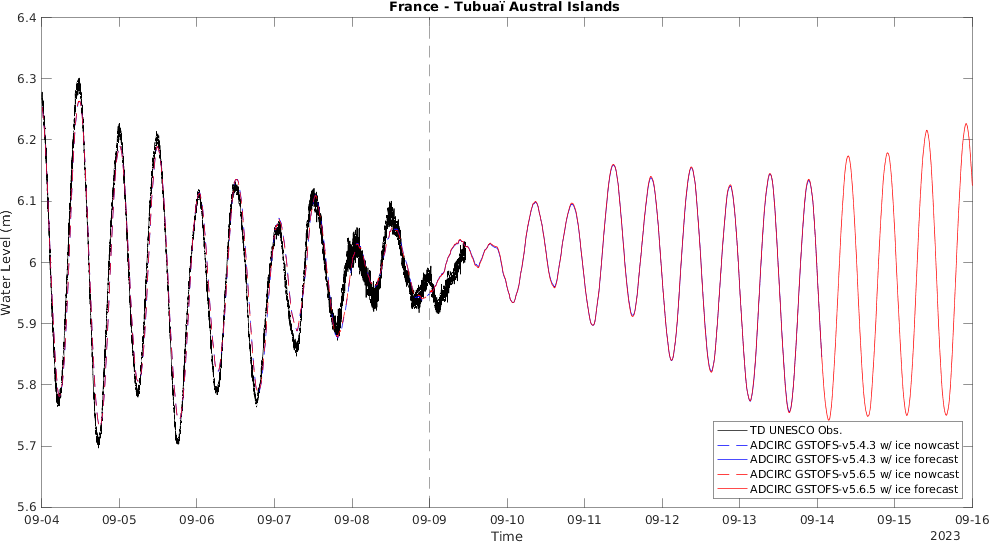 France - Tubuaï Austral Islands
6.4
6.3
6.2
6.1
6
5.9
5.8
5.7
5.6
Water Level (m)
TD UNESCO Obs.
ADCIRC GSTOFS-v5.4.3 w/ ice nowcast
ADCIRC GSTOFS-v5.4.3 w/ ice forecast
ADCIRC GSTOFS-v5.6.5 w/ ice nowcast
ADCIRC GSTOFS-v5.6.5 w/ ice forecast
09-04 09-05 09-06 09-07 09-08 09-09 09-10 09-11 09-12 09-13 09-14 09-15 09-16
Time
2023